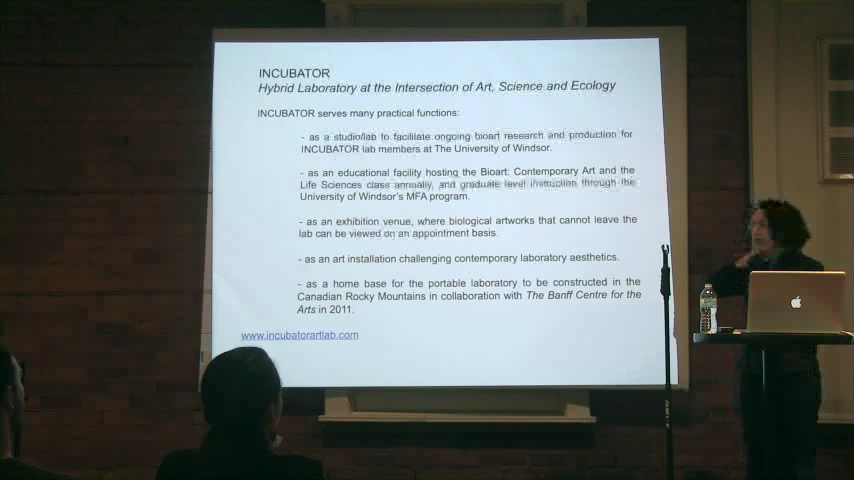 INCUBATOR
Hybrid Laboratory at the Intersection of Art, Science and Ecology
INCUBATOR serves many practical functions:
- as a studio/lab to facilitate ongoing bioart research and production for
INCUBATOR lab members at The University of Windsor.
- as an educational facility hosting the Bioart: Contemporary Art and the
Life Sciences class annually, and graduate level instruction through the
University of Windsor's MFA program.
- as an exhibition venue, where biological artworks that cannot leave the
lab can be viewed on an appointment basis.
- as an art installation challenging contemporary laboratory aesthetics.
- as a home base for the portable laboratory to be constructed in the
Canadian Rocky Mountains in collaboration with The Banff Centre for the
Arts in 2011.
www.incubatorartlab.com